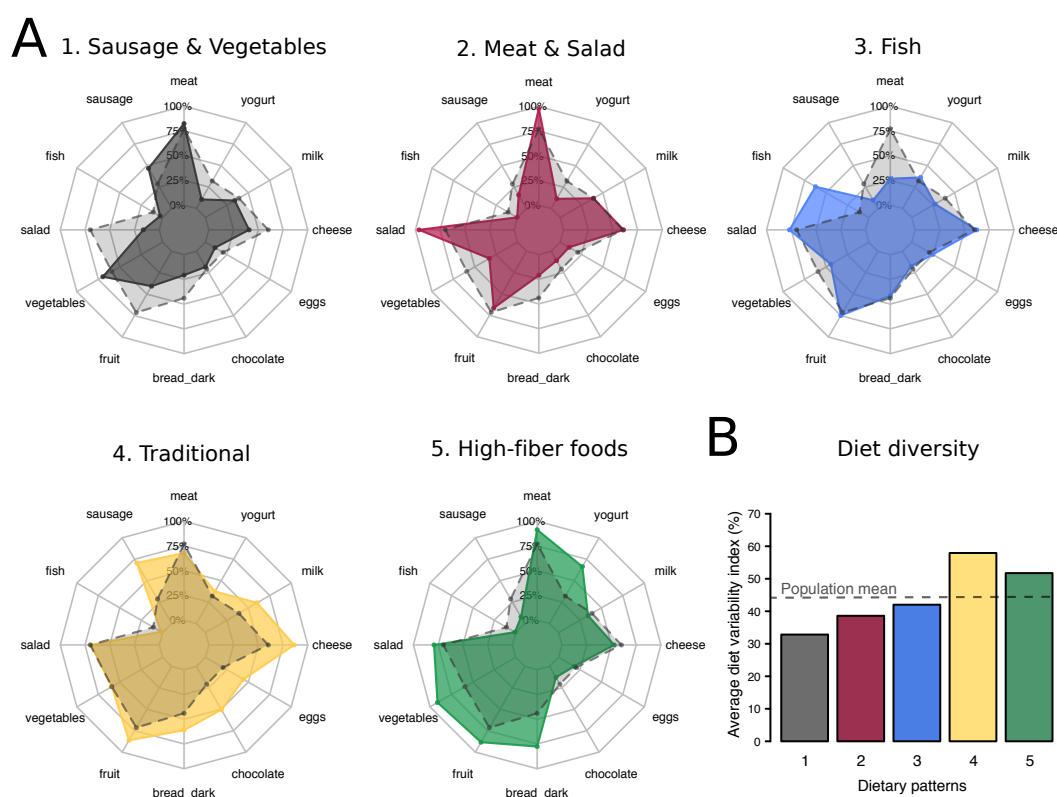 A
1. Sausage & Vegetables
2. Meat & Salad
3. Fish
meat
yogurt
milk
cheese
eggs
chocolate
bread_dark
fruit
vegetables
salad
fish
sausage
100%
75%
50%
25%
0%
meat
yogurt
milk
cheese
eggs
chocolate
bread_dark
fruit
vegetables
salad
fish
sausage
100%
75%
50%
25%
0%
meat
yogurt
milk
cheese
eggs
chocolate
bread_dark
fruit
vegetables
salad
fish
sausage
100%
75%
50%
25%
0%
4. Traditional
5. High-fiber foods
meat
yogurt
milk
cheese
eggs
chocolate
bread_dark
fruit
vegetables
salad
fish
sausage
100%
75%
50%
25%
0%
meat
yogurt
milk
cheese
eggs
chocolate
bread_dark
fruit
vegetables
salad
fish
sausage
100%
75%
50%
25%
0%
B
Diet diversity
Average diet variability index (%)
70
60
50
40
30
20
10
0
Population mean
1 2 3 4 5
Dietary patterns